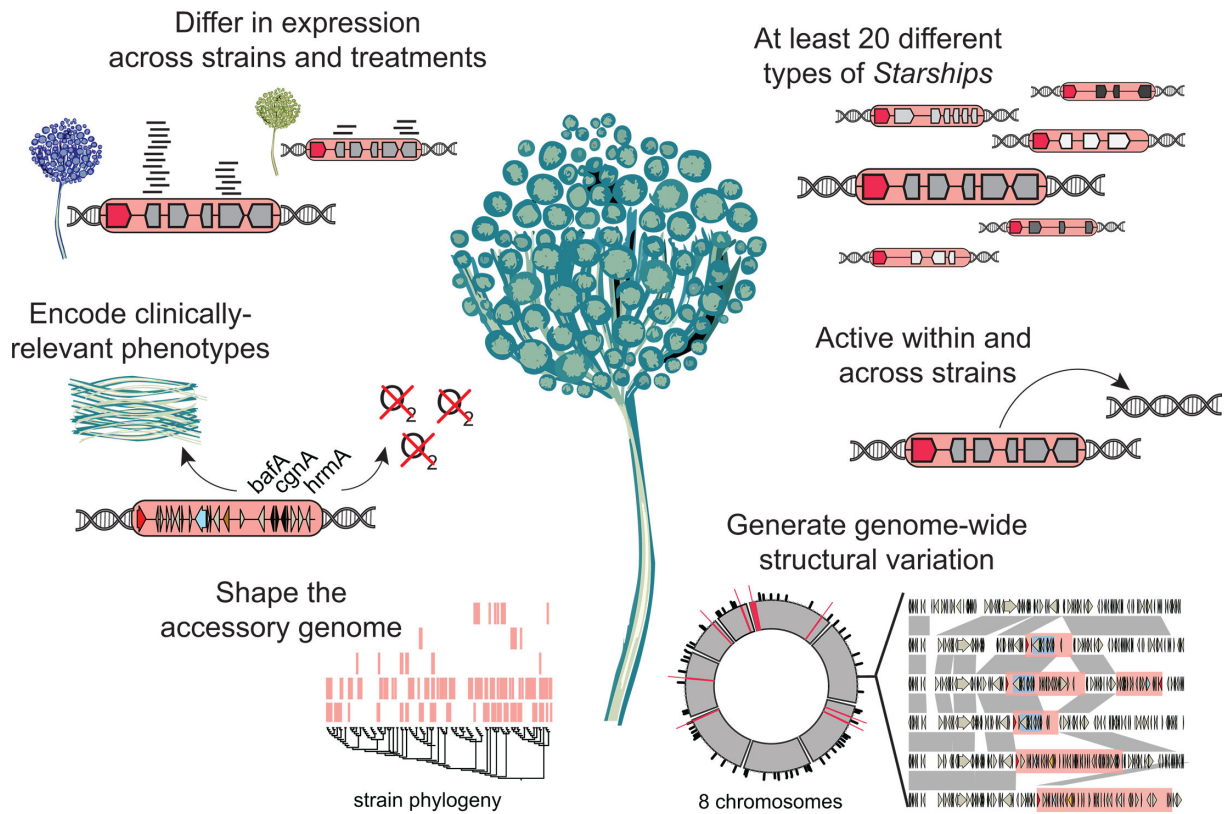 Differ in expression
across strains and treatments
At least 20 different
types of Starships
Encode clinically-
relevant phenotypes
O2
O2
O2
bafA
cgnA
hrmA
Active within and
across strains
Generate genome-wide
structural variation
Shape the
accessory genome
strain phylogeny
8 chromosomes